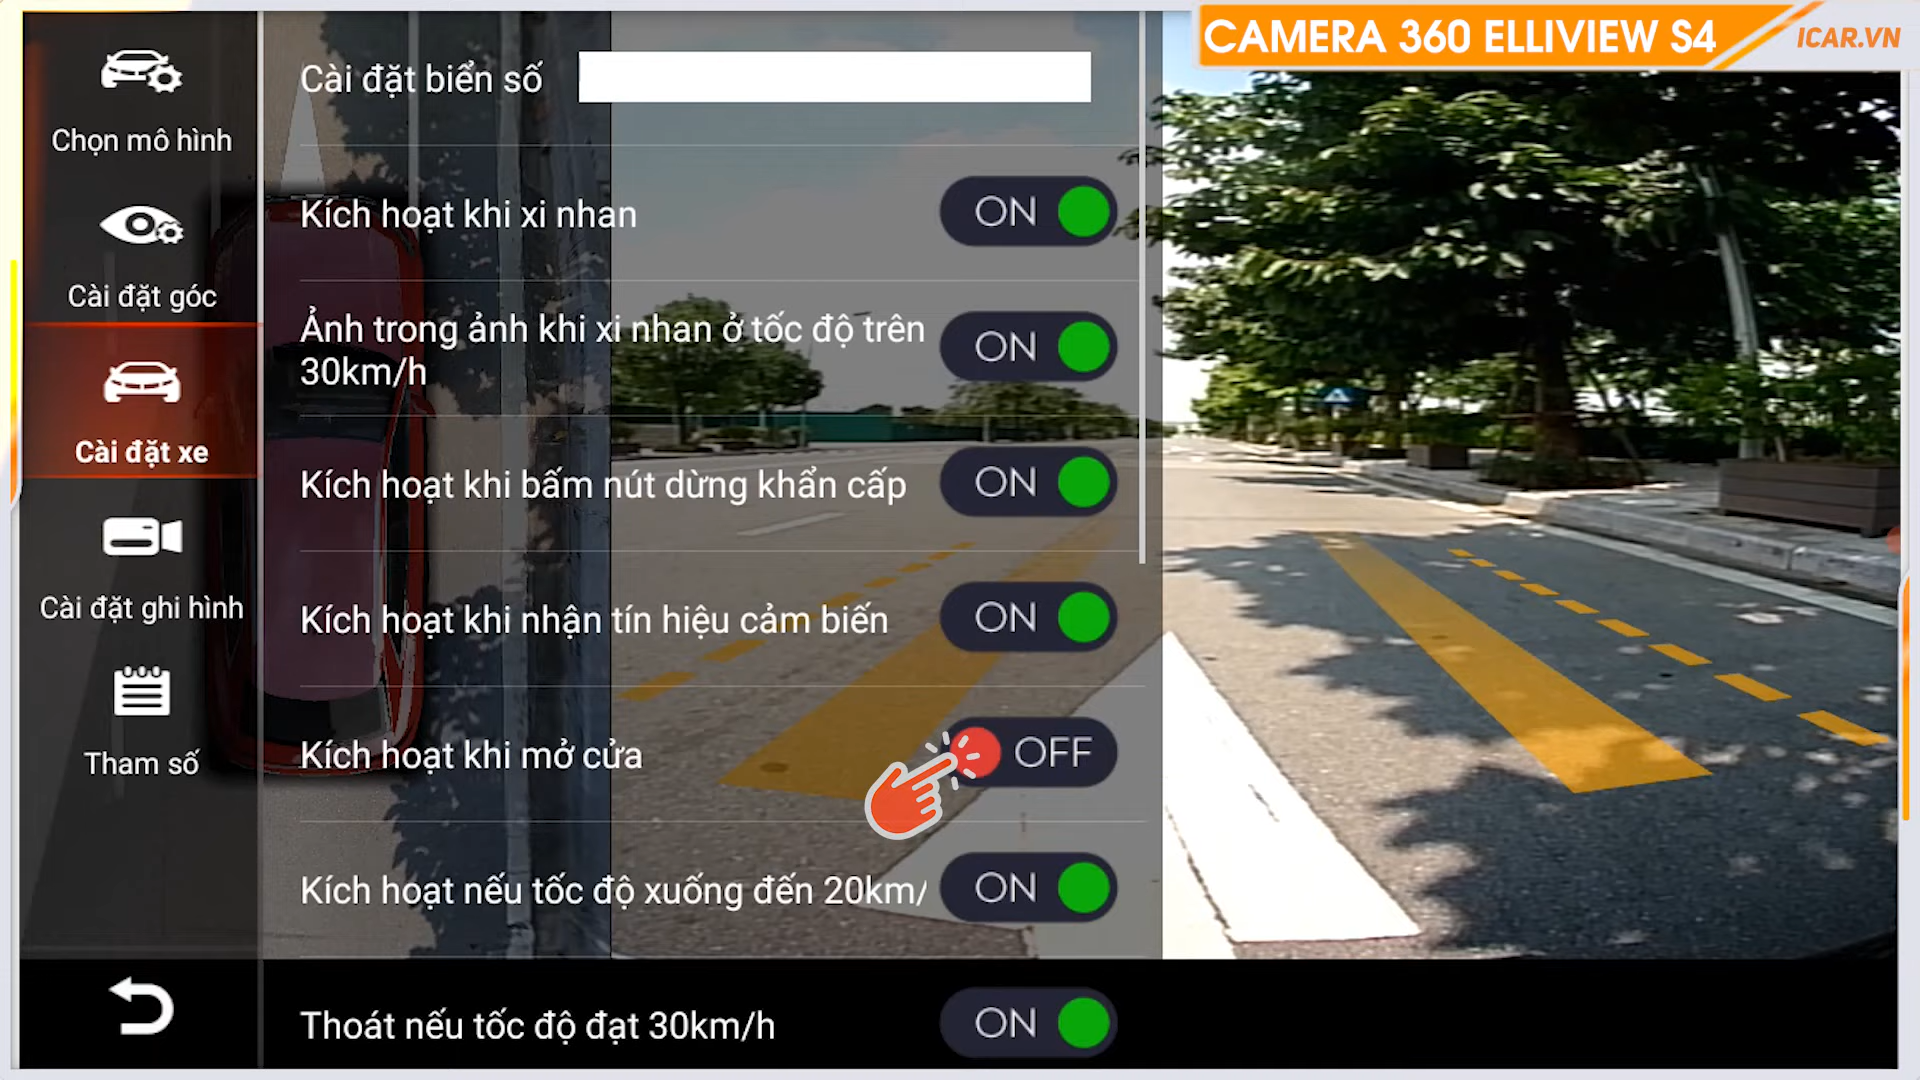 CAMERA 360 ELLIVIEW S4
ICAR.VN
Chọn mô hình
Cài đặt góc
Cài đặt xe
Cài đặt ghi hình
Tham số
Cài đặt biển số
Kích hoạt khi xi nhan
ON
Ảnh trong ảnh khi xi nhan ở tốc độ trên
30km/h
ON
Kích hoạt khi bấm nút dừng khẩn cấp
ON
Kích hoạt khi nhận tín hiệu cảm biến
ON
Kích hoạt khi mở cửa
OFF
Kích hoạt nếu tốc độ xuống đến 20km/
ON
Thoát nếu tốc độ đạt 30km/h
ON